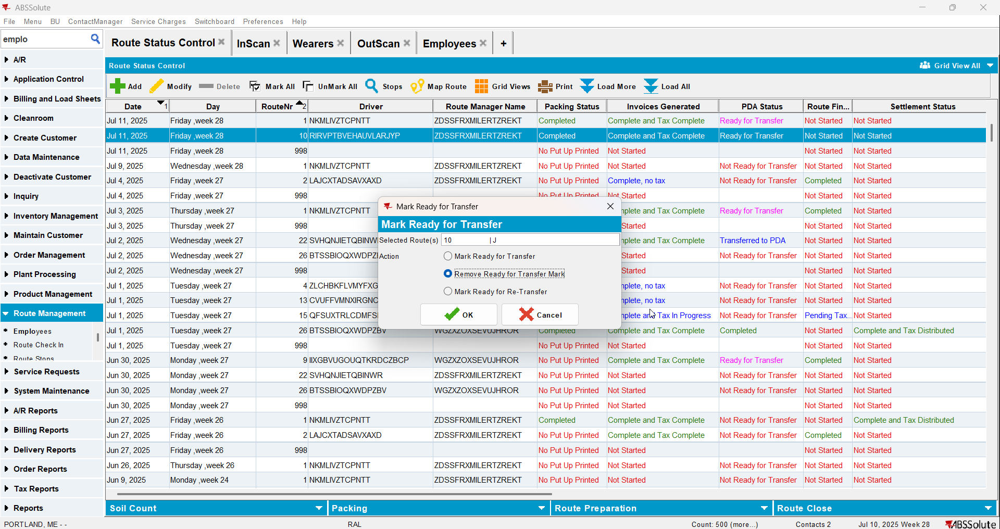 ABSSolute
File Menu BU ContactManager Service Charges Switchboard Preferences Help
emplo
Route Status Control InScan Wearers OutScan Employees +
Route Status Control Grid View All
Add Modify Delete Mark All UnMark All Stops Map Route Grid Views Print Load More Load All
A/R
Application Control
Billing and Load Sheets
Cleanroom
Create Customer
Data Maintenance
Deactivate Customer
Inquiry
Inventory Management
Maintain Customer
Order Management
Plant Processing
Product Management
Route Management
Employees
Route Check In
Route Stops
Service Requests
System Maintenance
A/R Reports
Billing Reports
Delivery Reports
Order Reports
Tax Reports
Reports
Date 1 Day RouteNr 2 Driver Route Manager Name Packing Status Invoices Generated PDA Status Route Fin... Settlement Status
Jul 11, 2025 Friday ,week 28 1 NKMLIVZTCPNTT ZDSSFRXMILERTZREKT Completed Complete and Tax Complete Ready for Transfer Not Started Not Started
Jul 11, 2025 Friday ,week 28 10 RIRVPTBVEHAUVLARJYP ZDSSFRXMILERTZREKT Completed Complete and Tax Complete Ready for Transfer Not Started Not Started
Jul 11, 2025 Friday ,week 28 998 No Put Up Printed Not Started Not Started Not Started
Jul 9, 2025 Wednesday ,week 28 1 NKMLIVZTCPNTT ZDSSFRXMILERTZREKT No Put Up Printed Not Started Not Ready for Transfer Not Started Not Started
Jul 4, 2025 Friday ,week 27 2 LAJCXTADSAVXAXD ZDSSFRXMILERTZREKT No Put Up Printed Complete, no tax Not Ready for Transfer Completed Not Started
Jul 4, 2025 Friday ,week 27 998 No Put Up Printed Not Started Not Started Not Started
Jul 3, 2025 Thursday ,week 27 1 NKMLIVZTCPNTT nplete and Tax Complete Ready for Transfer Completed Not Started
Jul 3, 2025 Thursday ,week 27 998 Started Not Started Not Started
Jul 2, 2025 Wednesday ,week 27 22 SVHQNJIETQBINW nplete and Tax Complete Transferred to PDA Not Started Not Started
Jul 2, 2025 Wednesday ,week 27 26 BTSSBIOQXWDPZ Started Not Ready for Transfer Not Started Not Started
Jul 2, 2025 Wednesday ,week 27 998 Started Not Started Not Started
Jul 1, 2025 Tuesday ,week 27 4 ZLCHBKFLVMYFXG nplete, no tax Not Ready for Transfer Not Started Not Started
Jul 1, 2025 Tuesday ,week 27 13 CVUFFVMNXIRGNC nplete, no tax Not Ready for Transfer Not Started Not Started
Jul 1, 2025 Tuesday ,week 27 15 QFSUXTRLCDMFS nplete and Tax In Progress Not Ready for Transfer Pending Tax... Not Started
Jul 1, 2025 Tuesday ,week 27 26 BTSSBIOQXWDPZBV WGZXZOXSEVUJHROR Completed Complete and Tax Complete Completed Not Started Complete and Tax Distributed
Jul 1, 2025 Tuesday ,week 27 998 No Put Up Printed Not Started Not Started Not Started
Jun 30, 2025 Monday ,week 27 9 IIXGBVUGOUQTKRDCZBCP WGZXZOXSEVUJHROR No Put Up Printed Complete and Tax Complete Ready for Transfer Completed Not Started
Jun 30, 2025 Monday ,week 27 22 SVHQNJIETQBINWR ZDSSFRXMILERTZREKT No Put Up Printed Not Started Not Ready for Transfer Not Started Not Started
Jun 30, 2025 Monday ,week 27 26 BTSSBIOQXWDPZBV WGZXZOXSEVUJHROR No Put Up Printed Not Started Not Ready for Transfer Not Started Not Started
Jun 30, 2025 Monday ,week 27 998 No Put Up Printed Not Started Not Started Not Started
Jun 27, 2025 Friday ,week 26 1 NKMLIVZTCPNTT ZDSSFRXMILERTZREKT Completed Complete and Tax Complete Not Ready for Transfer Not Started Complete and Tax Distributed
Jun 27, 2025 Friday ,week 26 2 LAJCXTADSAVXAXD ZDSSFRXMILERTZREKT No Put Up Printed Complete and Tax Complete Not Ready for Transfer Completed Not Started
Jun 27, 2025 Friday ,week 26 998 No Put Up Printed Not Started Not Started Not Started
Jun 26, 2025 Thursday ,week 26 1 NKMLIVZTCPNTT ZDSSFRXMILERTZREKT No Put Up Printed Not Started Not Ready for Transfer Not Started Not Started
Jun 9, 2025 Monday ,week 24 1 NKMLIVZTCPNTT ZDSSFRXMILERTZREKT No Put Up Printed Not Started Not Ready for Transfer Not Started Not Started
Mark Ready for Transfer
Mark Ready for Transfer
Selected Route(s) 10 | J
Action Mark Ready for Transfer
Remove Ready for Transfer Mark
Mark Ready for Re-Transfer
OK Cancel
Soil Count Packing Route Preparation Route Close
PORTLAND, ME - - RAL Count: 500 (more...) Contacts 2 Jul 10, 2025 Week 28 ABSSolute